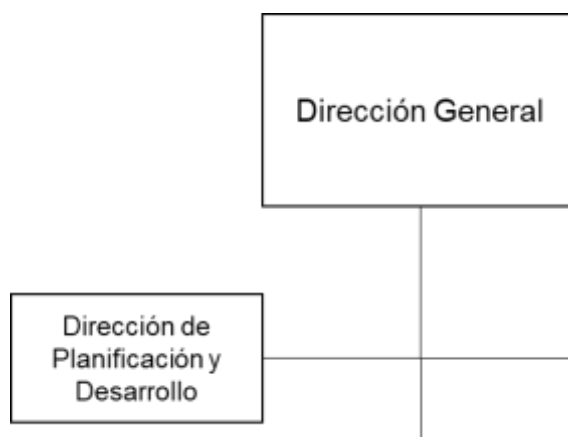 Dirección General
Dirección de
Planificación y
Desarrollo